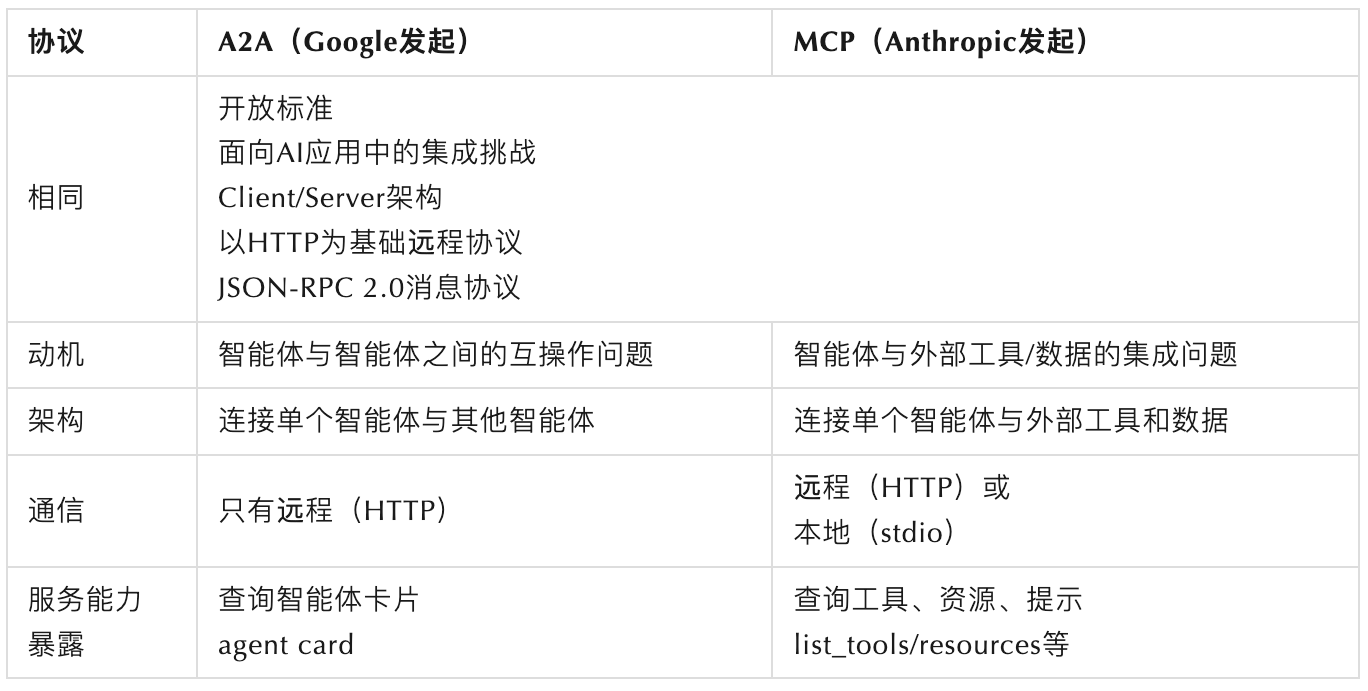 协议
A2A（Google发起）
MCP（Anthropic发起）
相同
开放标准
面向AI应用中的集成挑战
Client/Server架构
以HTTP为基础远程协议
JSON-RPC 2.0消息协议
动机
智能体与智能体之间的互操作问题
智能体与外部工具/数据的集成问题
架构
连接单个智能体与其他智能体
连接单个智能体与外部工具和数据
通信
只有远程（HTTP）
远程（HTTP）或
本地（stdio）
服务能力
暴露
查询智能体卡片
agent card
查询工具、资源、提示
list_tools/resources等